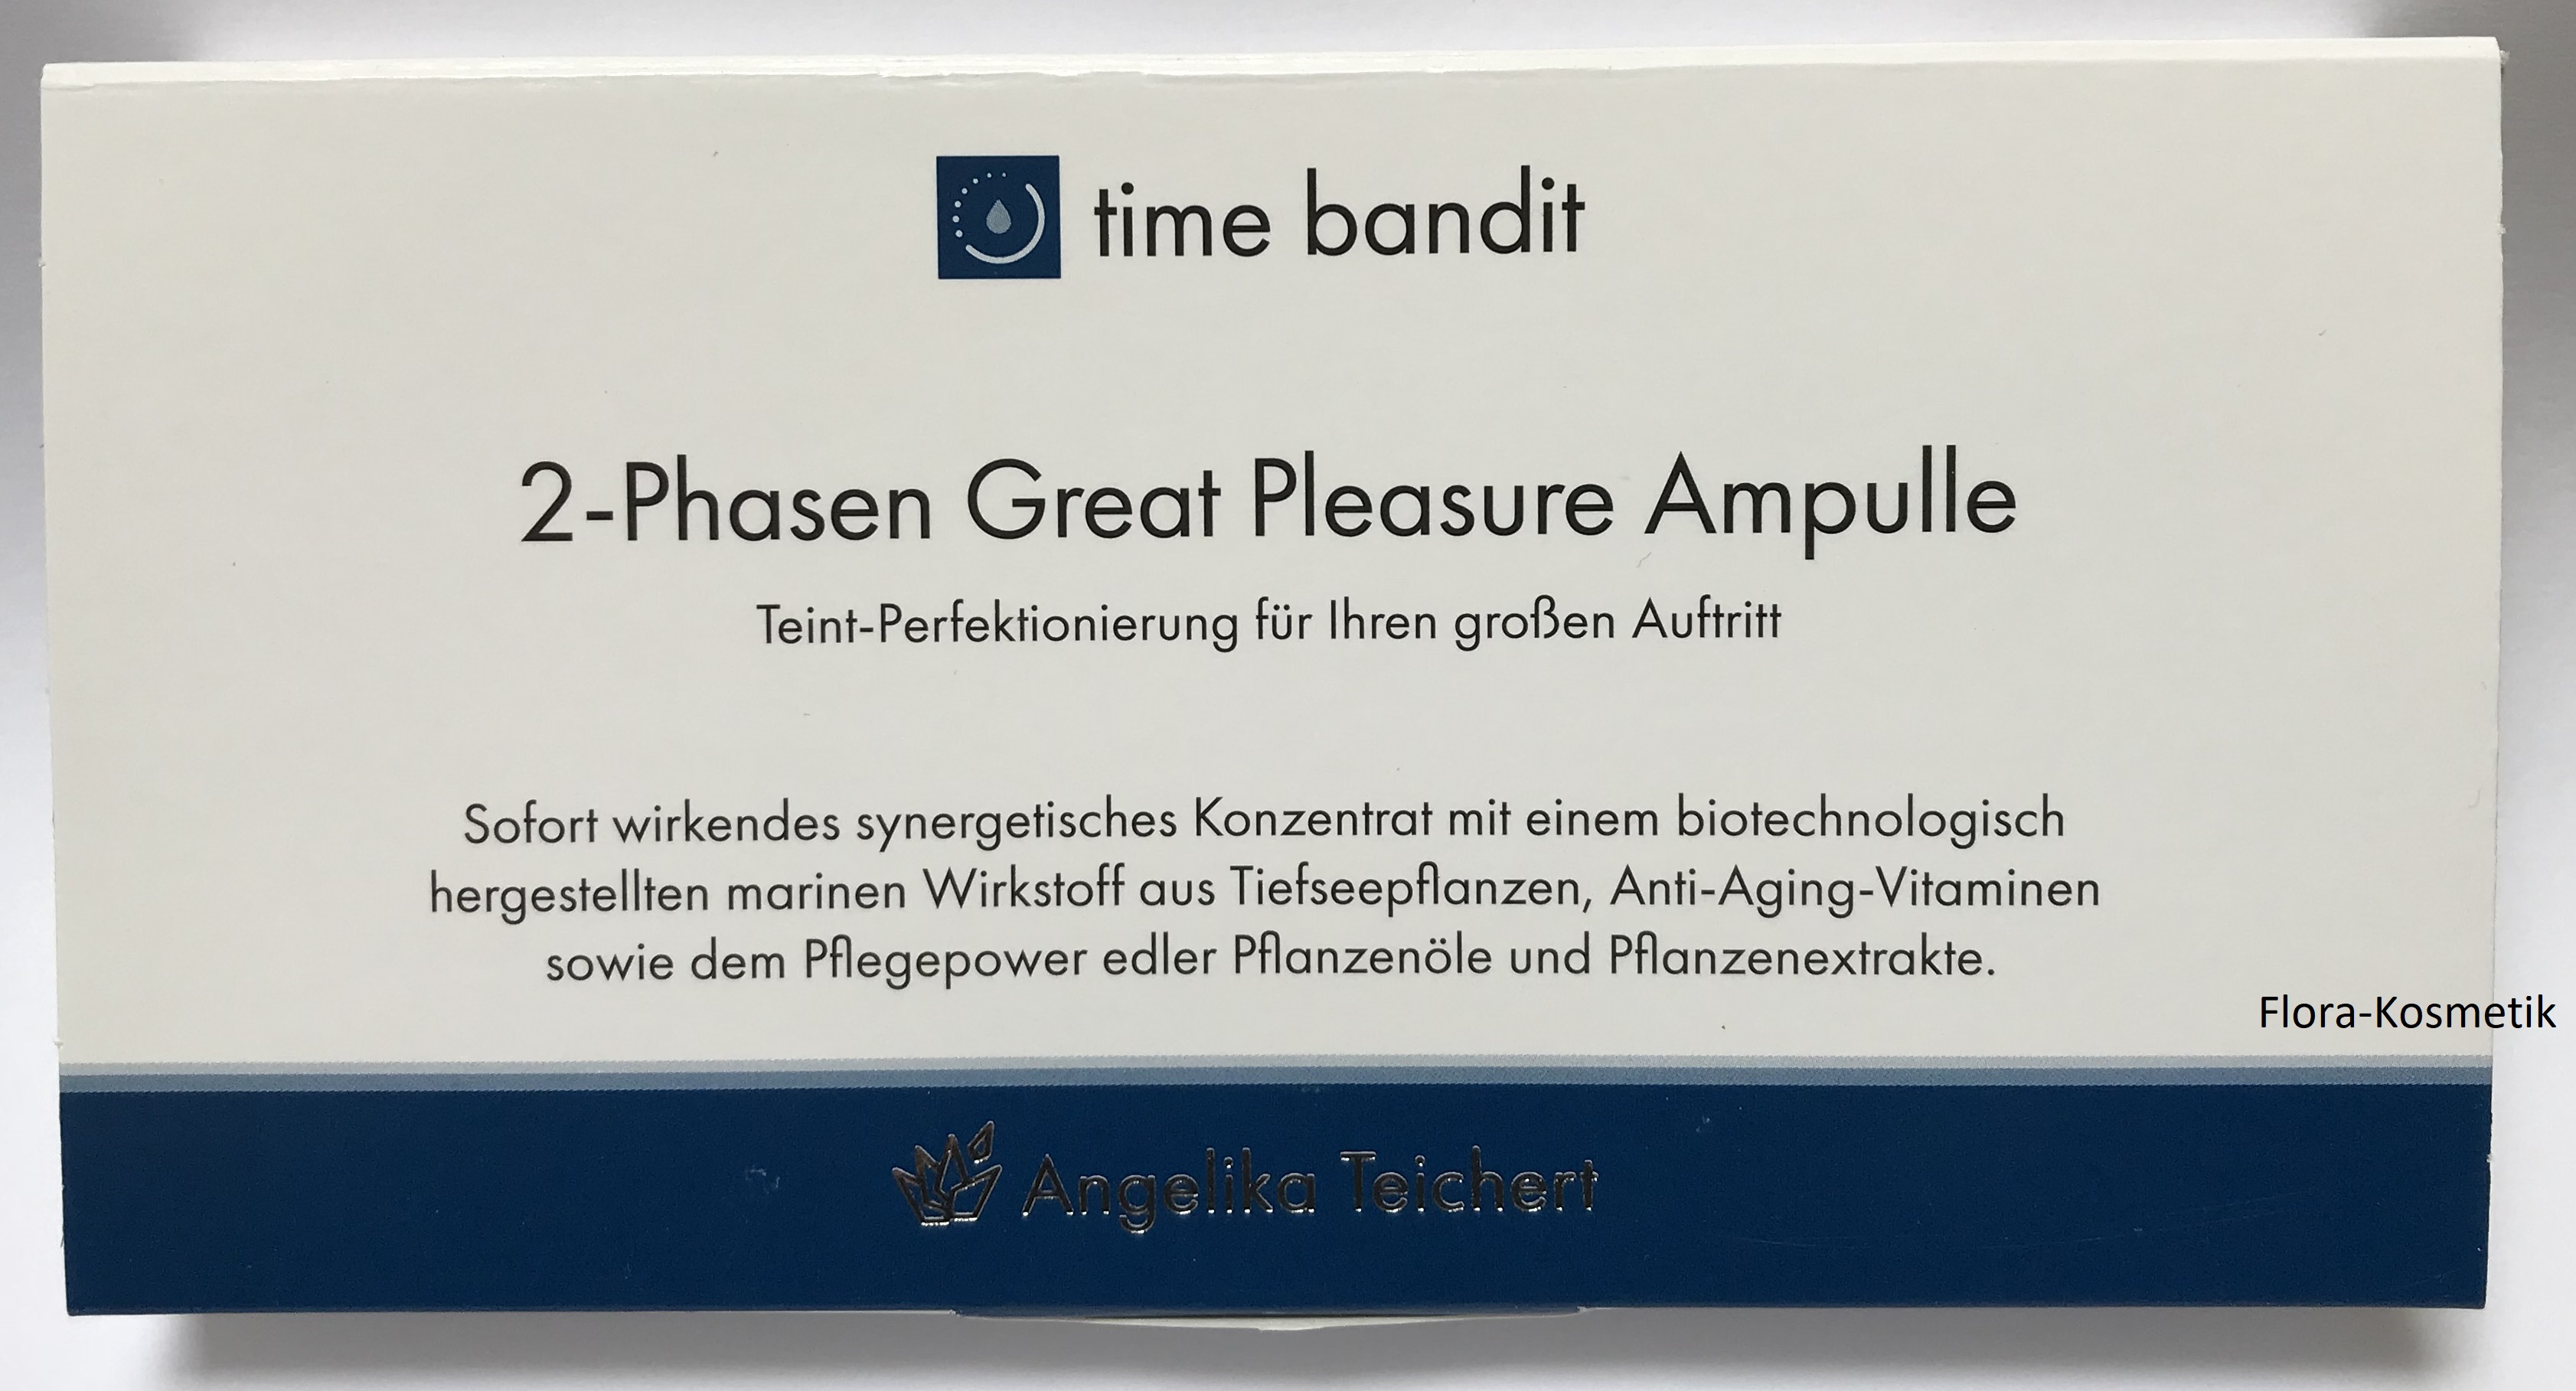 time bandit
2-Phasen Great Pleasure Ampulle
Teint-Perfektionierung für Ihren großen Auftritt
Sofort wirkendes synergetisches Konzentrat mit einem biotechnologisch
hergestellten marinen Wirkstoff aus Tiefseepflanzen, Anti-Aging-Vitaminen
sowie dem Pflegepower edler Pflanzenöle und Pflanzenextrakte.
Flora-Kosmetik
Angelika Teichert